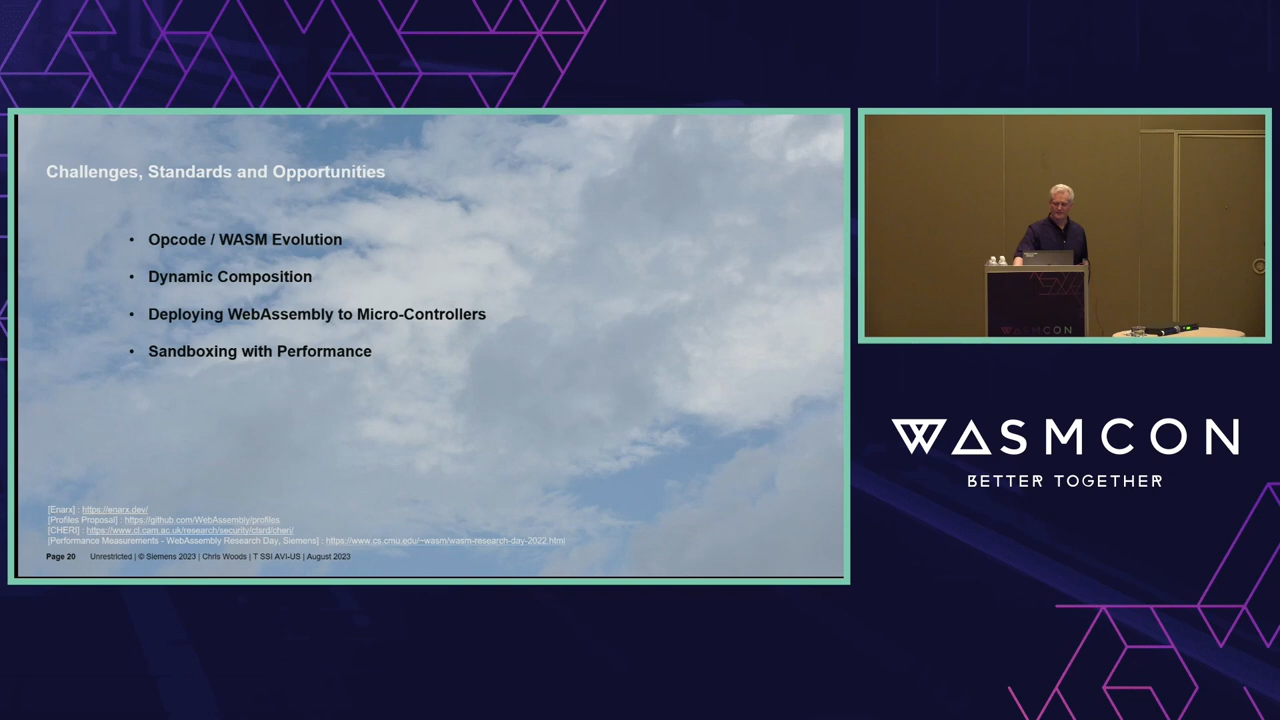 Challenges, Standards and Opportunities
• Opcode / WASM Evolution
• Dynamic Composition
• Deploying WebAssembly to Micro-Controllers
• Sandboxing with Performance
[Enarx] : https://enarx.dev/
[Profiles Proposal] : https://github.com/WebAssembly/profiles
[CHERI] : https://www.cl.cam.ac.uk/research/security/ctsrd/cheri/
[Performance Measurements - WebAssembly Research Day, Siemens] : https://www.cs.cmu.edu/~wasm/wasm-research-day-2022.html
Page 20 Unrestricted | © Siemens 2023 | Chris Woods | T SSI AVI-US | August 2023
WASMCON
WASMCON
BETTER TOGETHER